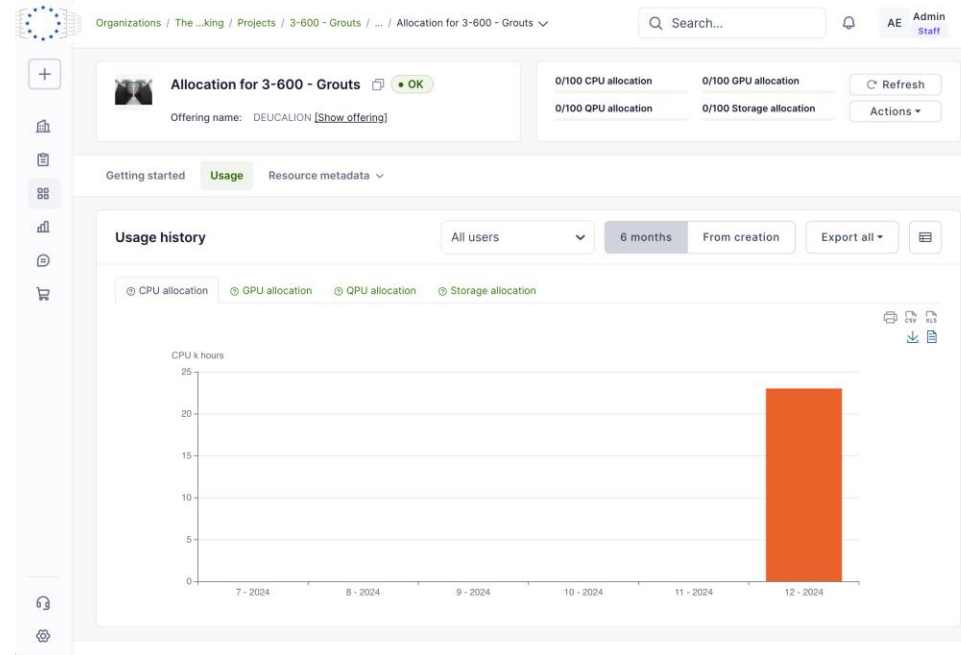 Organizations / The ...king / Projects / 3-600 - Grouts / ... / Allocation for 3-600 - Grouts
Search...
AE
Admin
Staff
Allocation for 3-600 - Grouts
OK
Offering name: DEUCALION [Show offering]
0/100 CPU allocation
0/100 GPU allocation
0/100 QPU allocation
0/100 Storage allocation
Refresh
Actions
Getting started
Usage
Resource metadata
Usage history
All users
6 months
From creation
Export all
CPU allocation
GPU allocation
QPU allocation
Storage allocation
CSV
XLS
CPU k hours
25
20
15
10
5
0
7 - 2024
8 - 2024
9 - 2024
10 - 2024
11 - 2024
12 - 2024